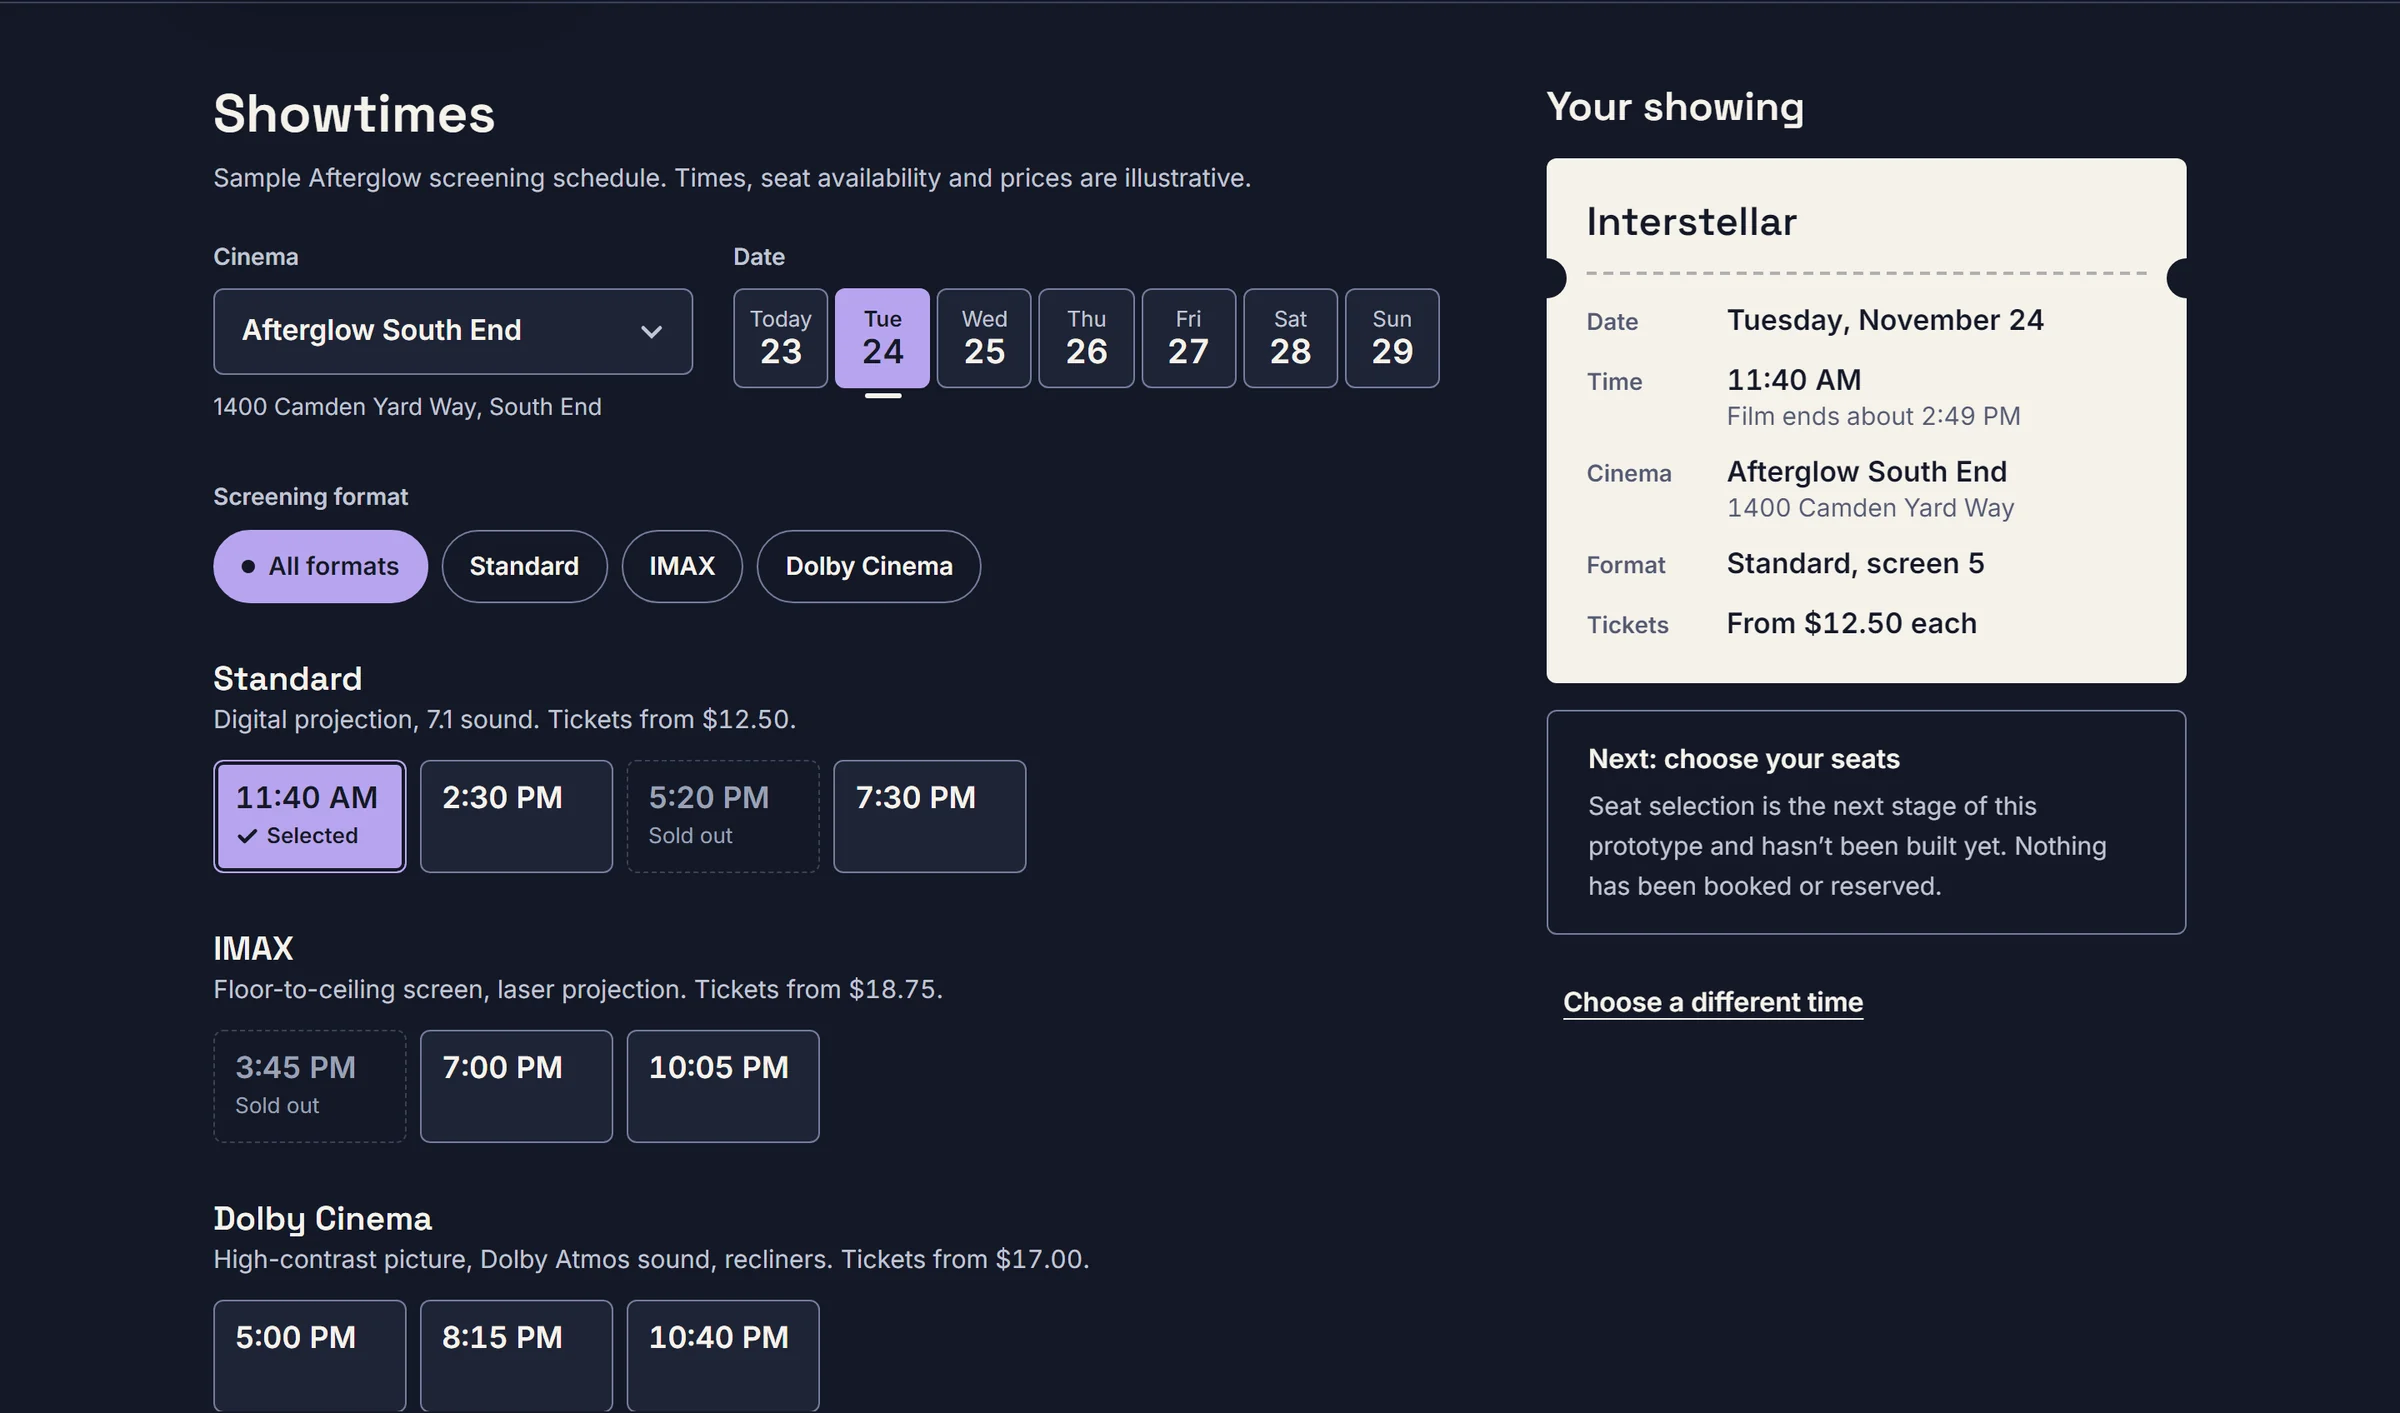 Showtimes
Sample Afterglow screening schedule. Times, seat availability and prices are illustrative.
Cinema
Afterglow South End
1400 Camden Yard Way, South End
Date
Today
23
Tue
24
Wed
25
Thu
26
Fri
27
Sat
28
Sun
29
Screening format
All formats
Standard
IMAX
Dolby Cinema
Standard
Digital projection, 7.1 sound. Tickets from $12.50.
11:40 AM
Selected
2:30 PM
5:20 PM
Sold out
7:30 PM
IMAX
Floor-to-ceiling screen, laser projection. Tickets from $18.75.
3:45 PM
Sold out
7:00 PM
10:05 PM
Dolby Cinema
High-contrast picture, Dolby Atmos sound, recliners. Tickets from $17.00.
5:00 PM
8:15 PM
10:40 PM
Your showing
Interstellar
Date
Tuesday, November 24
Time
11:40 AM
Film ends about 2:49 PM
Cinema
Afterglow South End
1400 Camden Yard Way
Format
Standard, screen 5
Tickets
From $12.50 each
Next: choose your seats
Seat selection is the next stage of this
prototype and hasn’t been built yet. Nothing
has been booked or reserved.
Choose a different time